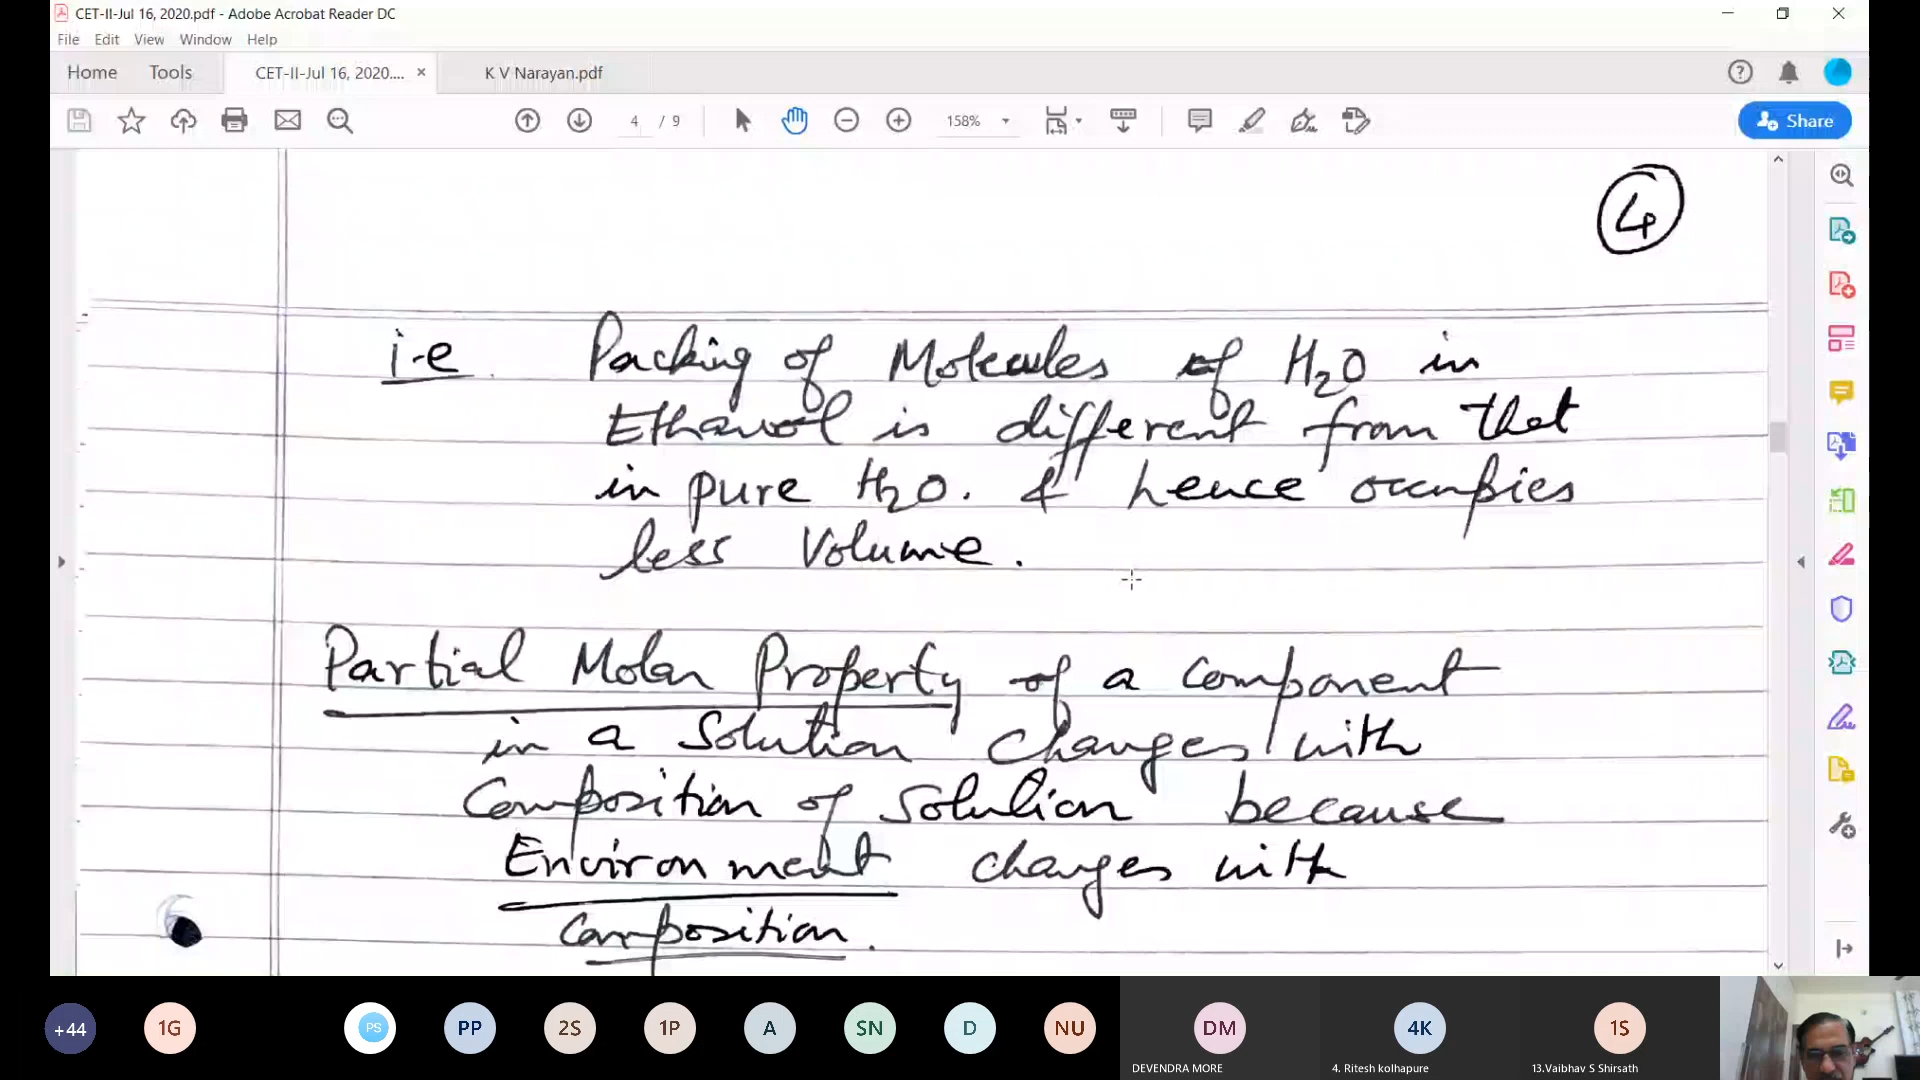 CET-II-Jul 16, 2020.pdf - Adobe Acrobat Reader DC
File Edit View Window Help
Home Tools CET-II-Jul 16, 2020.... × K V Narayan.pdf
4 / 9 158% Share
4
i.e. Packing of Molecules of H₂O in
Ethanol is different from that
in pure H₂O. & hence occupies
less Volume.
Partial Molar Property of a component
in a Solution changes with
Composition of Solution because
Environment changes with
Composition.
+44 1G PS PP 2S 1P A SN D NU DM 4K 1S
DEVENDRA MORE 4. Ritesh kolhapure 13.Vaibhav S Shirsath